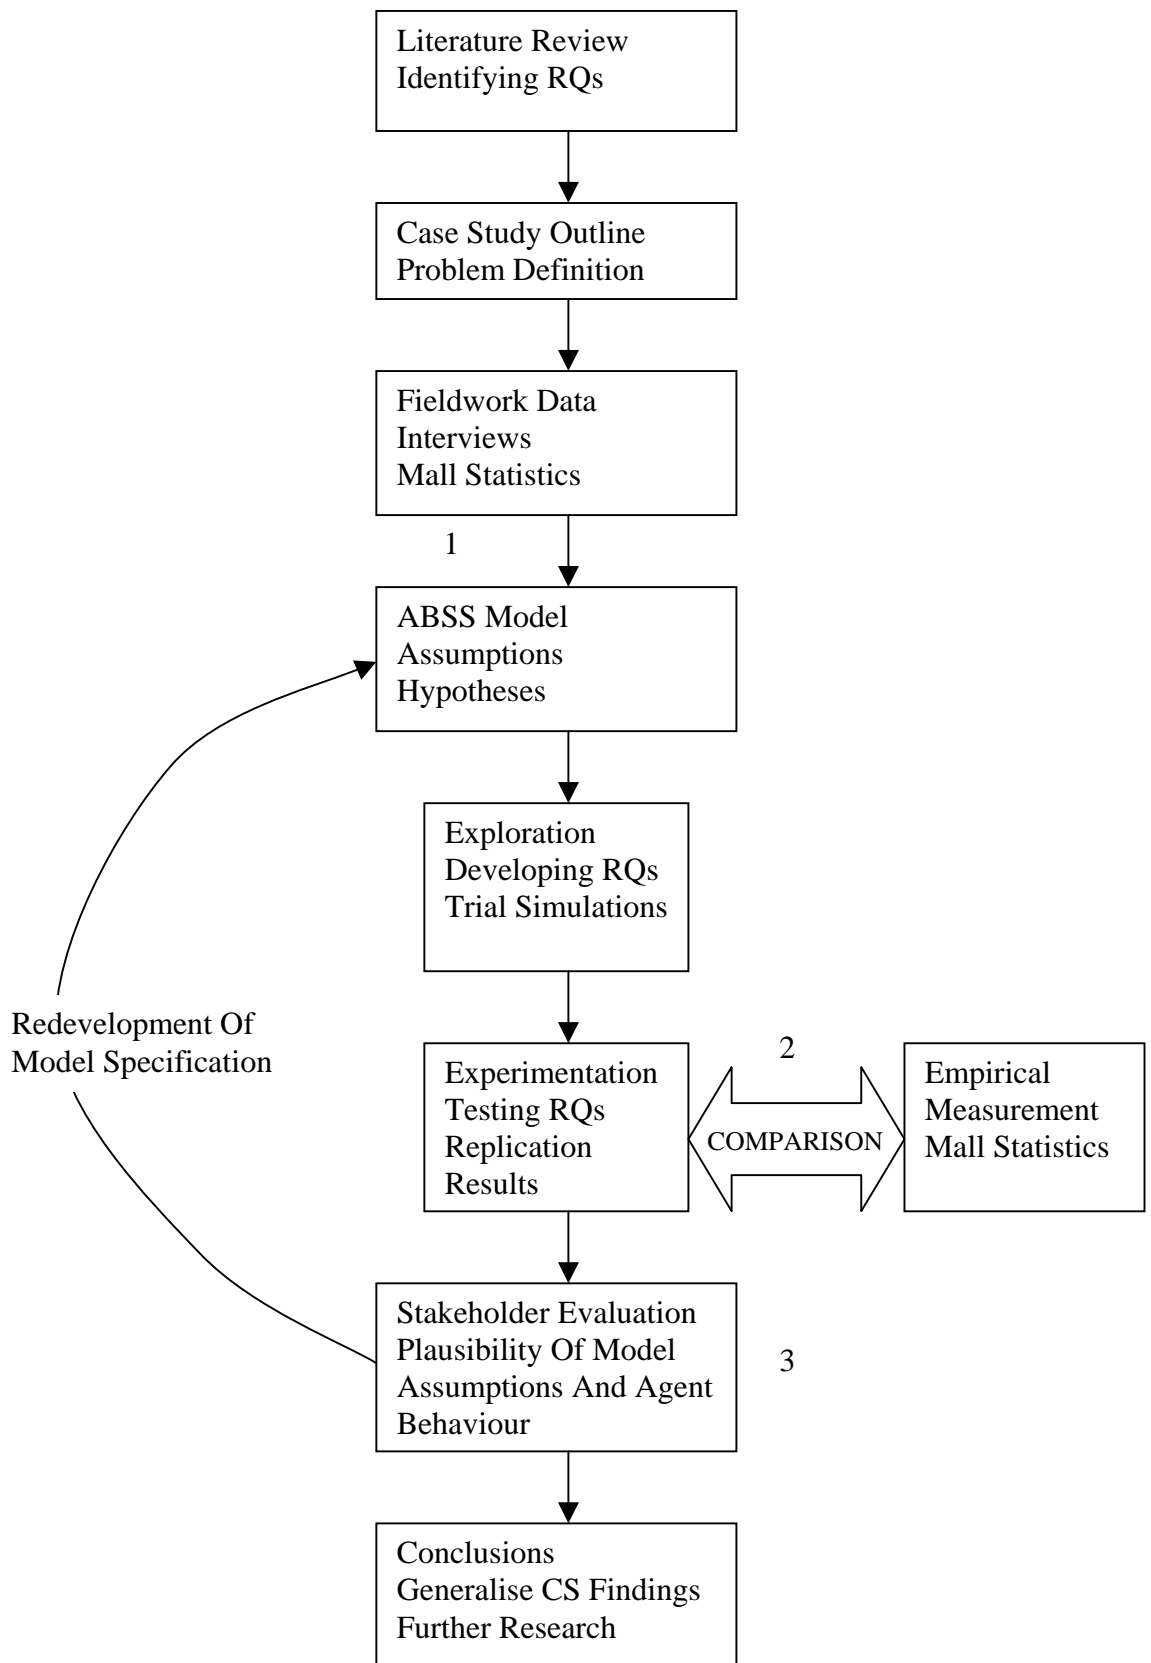 Literature Review
Identifying RQs
Case Study Outline
Problem Definition
Fieldwork Data
Interviews
Mall Statistics
1
ABSS Model
Assumptions
Hypotheses
Exploration
Developing RQs
Trial Simulations
Redevelopment Of
Model Specification
Experimentation
Testing RQs
Replication
Results
2
COMPARISON
Empirical
Measurement
Mall Statistics
Stakeholder Evaluation
Plausibility Of Model
Assumptions And Agent
Behaviour
3
Conclusions
Generalise CS Findings
Further Research